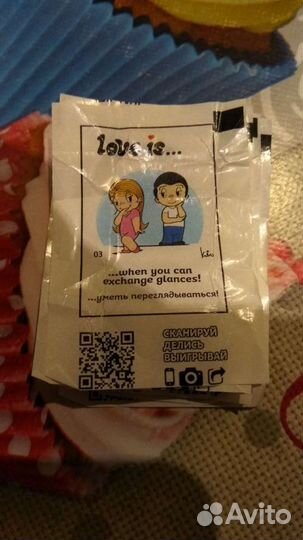 Love is...
03
...when you can
exchange glances!
...уметь переглядываться!
СКАНИРУЙ
ДЕЛИСЬ
ВЫИГРЫВАЙ
Avito